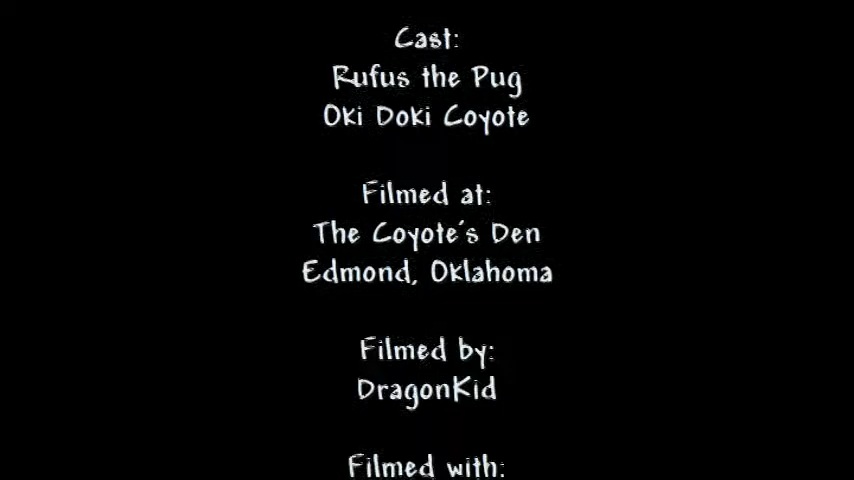 Cast:
Rufus the Pug
Oki Doki Coyote
Filmed at:
The Coyote's Den
Edmond, Oklahoma
Filmed by:
DragonKid
Filmed with: